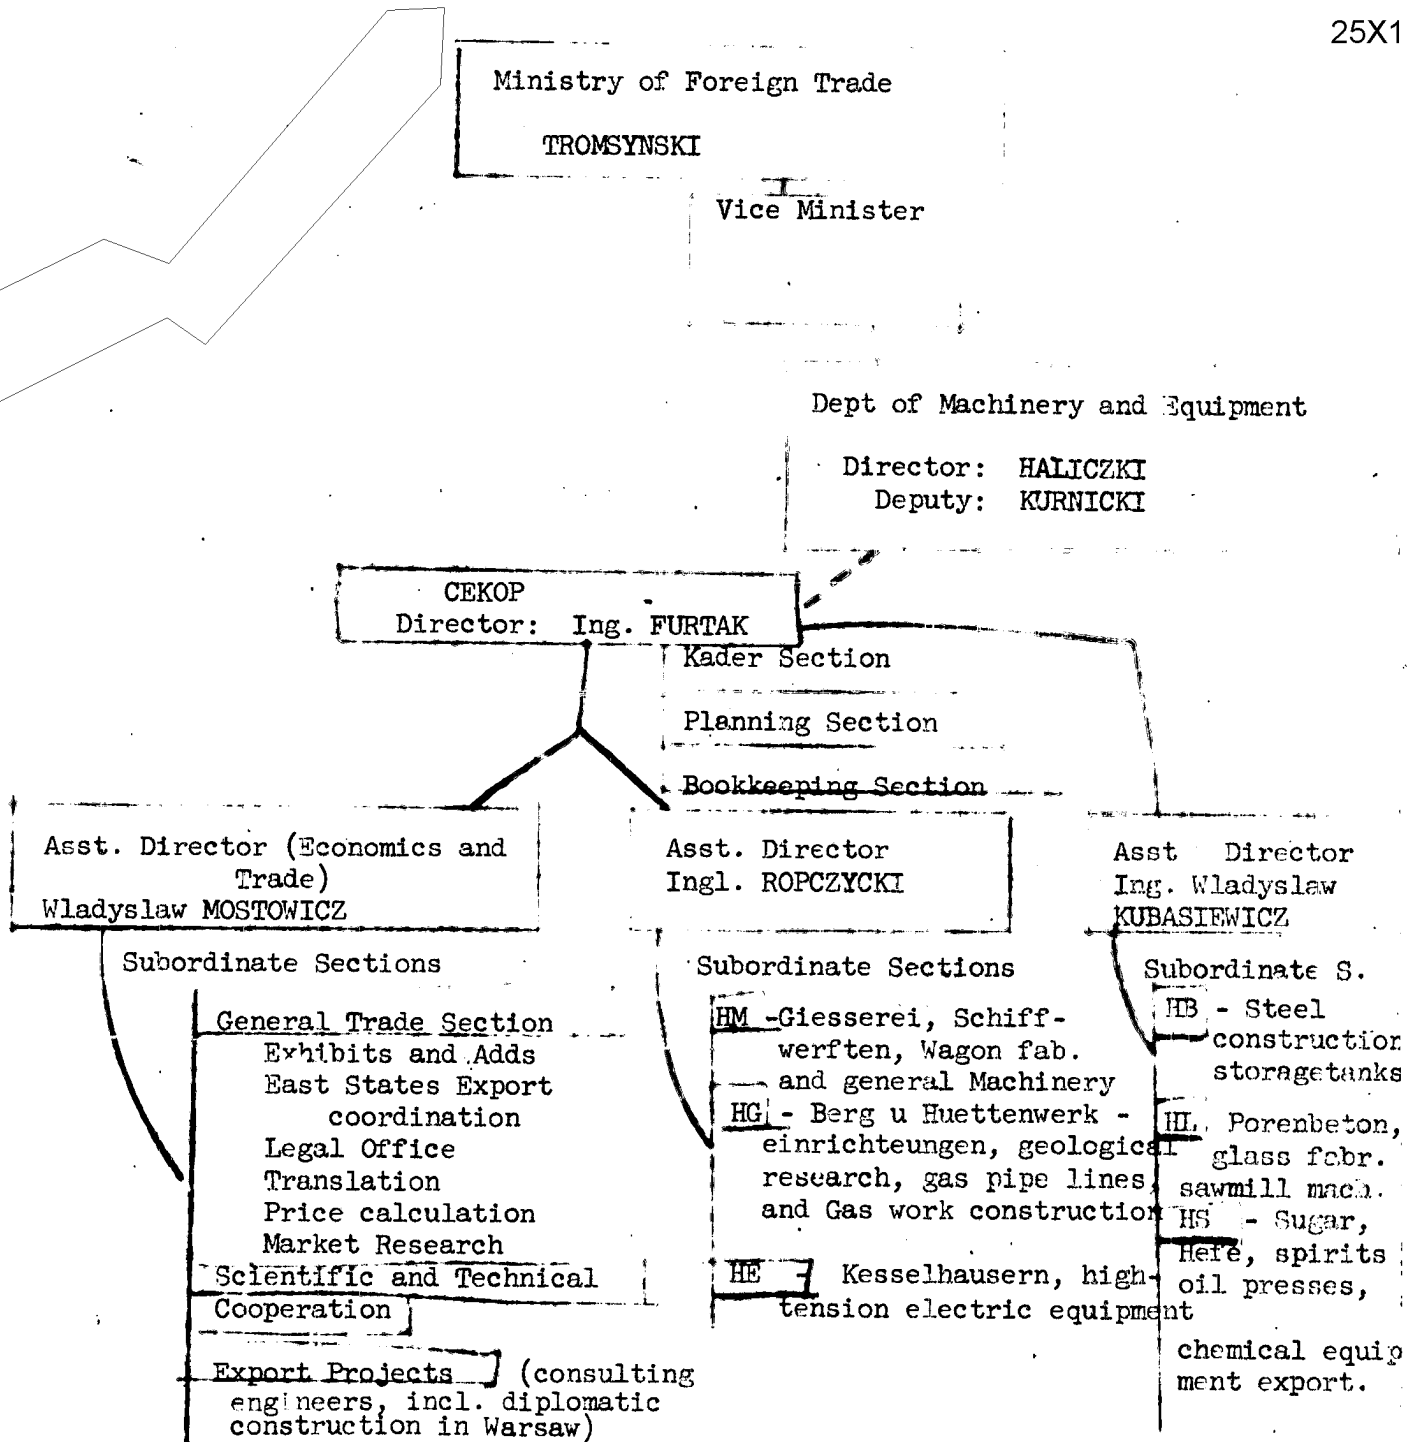 25X1
Ministry of Foreign Trade
TROMSYNSKI
Vice Minister
Dept of Machinery and Equipment
Director: HALICZKI
Deputy: KURNICKI
CEKOP
Director: Ing. FURTAK
Kader Section
Planning Section
Bookkeeping Section
Asst. Director (Economics and
Trade)
Wladyslaw MOSTOWICZ
Subordinate Sections
General Trade Section
Exhibits and Adds
East States Export
coordination
Legal Office
Translation
Price calculation
Market Research
Scientific and Technical
Cooperation
Export Projects (consulting
engineers, incl. diplomatic
construction in Warsaw)
Asst. Director
Ingl. ROPCZYCKI
Subordinate Sections
HM -Giesserei, Schiff-
werften, Wagon fab.
and general Machinery
HG - Berg u Huettenwerk -
einrichteungen, geological
research, gas pipe lines,
and Gas work construction
HE Kesselhausern, high-
tension electric equipment
Asst Director
Ing. Wladyslaw
KUBASIEWICZ
Subordinate S.
HB - Steel
construction
storagetanks
HL. Porenbeton,
glass fabr.
sawmill mach.
HS - Sugar,
Hefe, spirits
oil presses,
chemical equip
ment export.